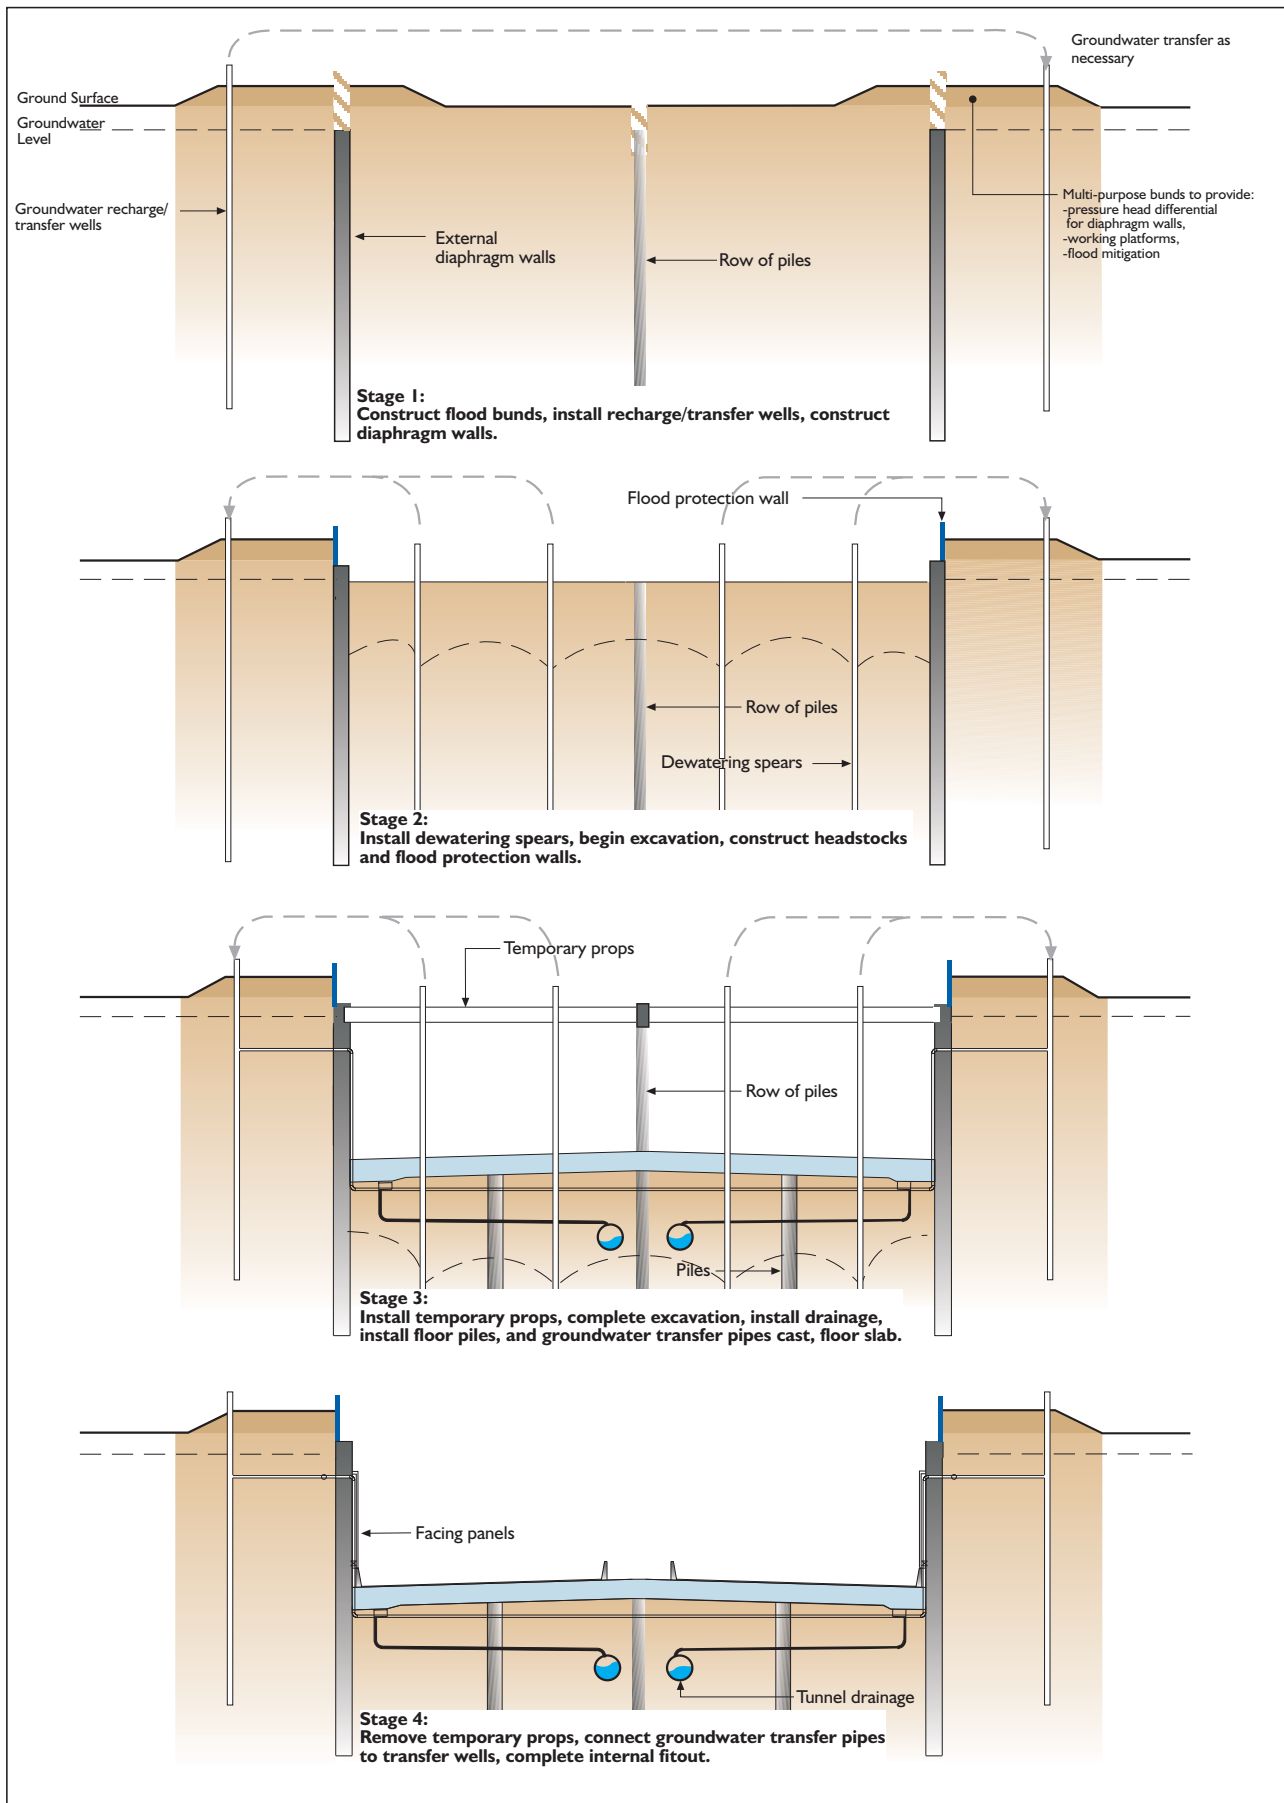 Groundwater transfer as
necessary
Ground Surface
Groundwater
Level
Groundwater recharge/
transfer wells
External
diaphragm walls
Row of piles
Multi-purpose bunds to provide:
-pressure head differential
for diaphragm walls,
-working platforms,
-flood mitigation
Stage 1:
Construct flood bunds, install recharge/transfer wells, construct
diaphragm walls.
Flood protection wall
Row of piles
Dewatering spears
Stage 2:
Install dewatering spears, begin excavation, construct headstocks
and flood protection walls.
Temporary props
Row of piles
Piles
Stage 3:
Install temporary props, complete excavation, install drainage,
install floor piles, and groundwater transfer pipes cast, floor slab.
Facing panels
Tunnel drainage
Stage 4:
Remove temporary props, connect groundwater transfer pipes
to transfer wells, complete internal fitout.